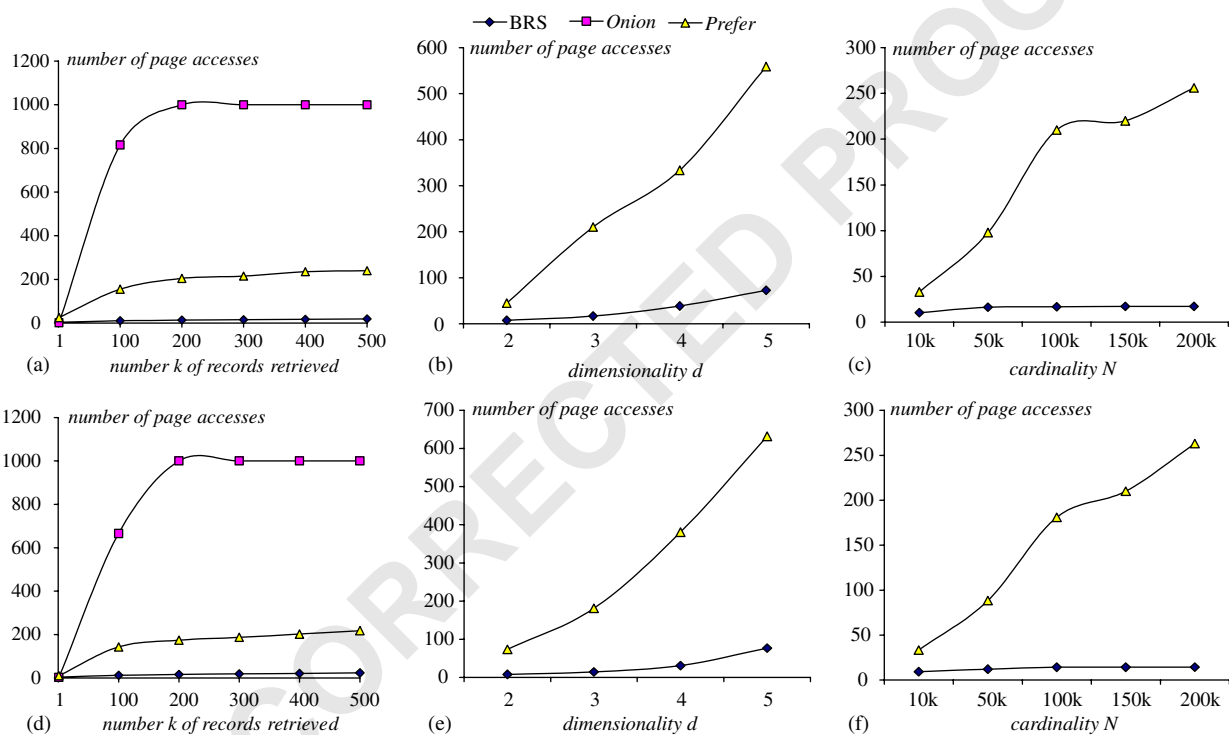 BRS Onion Prefer
number of page accesses
1200
1000
800
600
400
200
0
1 100 200 300 400 500
(a) number k of records retrieved
number of page accesses
600
500
400
300
200
100
0
2 3 4 5
(b) dimensionality d
number of page accesses
300
250
200
150
100
50
0
10k 50k 100k 150k 200k
(c) cardinality N
number of page accesses
1200
1000
800
600
400
200
0
1 100 200 300 400 500
(d) number k of records retrieved
number of page accesses
700
600
500
400
300
200
100
0
2 3 4 5
(e) dimensionality d
number of page accesses
300
250
200
150
100
50
0
10k 50k 100k 150k 200k
(f) cardinality N
CORRECTED PROO